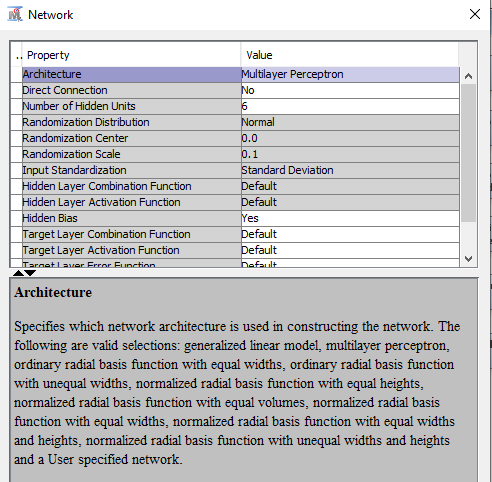 Network
.. Property Value
Architecture Multilayer Perceptron
Direct Connection No
Number of Hidden Units 6
Randomization Distribution Normal
Randomization Center 0.0
Randomization Scale 0.1
Input Standardization Standard Deviation
Hidden Layer Combination Function Default
Hidden Layer Activation Function Default
Hidden Bias Yes
Target Layer Combination Function Default
Target Layer Activation Function Default
Target Layer Error Function Default
Architecture
Specifies which network architecture is used in constructing the network. The
following are valid selections: generalized linear model, multilayer perceptron,
ordinary radial basis function with equal widths, ordinary radial basis function
with unequal widths, normalized radial basis function with equal heights,
normalized radial basis function with equal volumes, normalized radial basis
function with equal widths, normalized radial basis function with equal widths
and heights, normalized radial basis function with unequal widths and heights
and a User specified network.